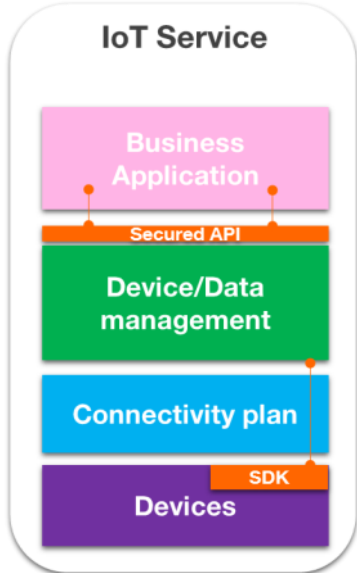 IoT Service
Business
Application
Secured API
Device/Data
management
Connectivity plan
SDK
Devices